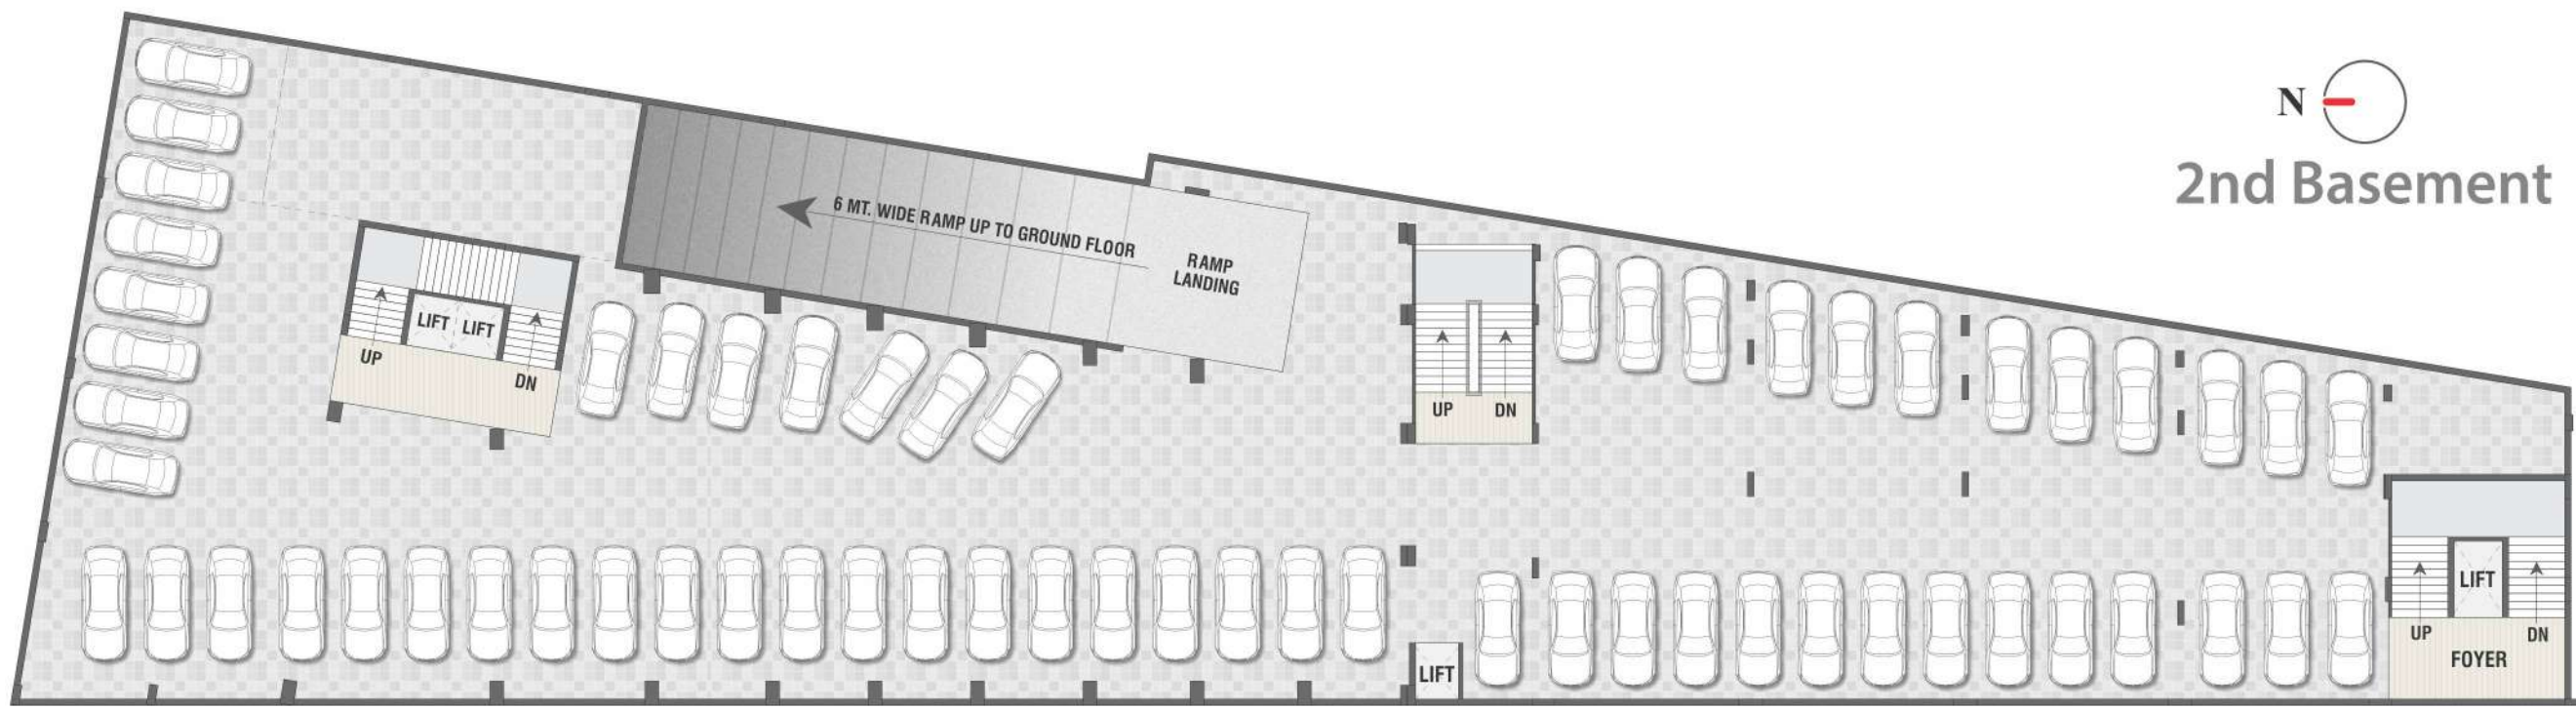 N
2nd Basement
6 MT. WIDE RAMP UP TO GROUND FLOOR
RAMP
LANDING
LIFT LIFT
UP
DN
UP DN
LIFT
LIFT
UP DN
FOYER